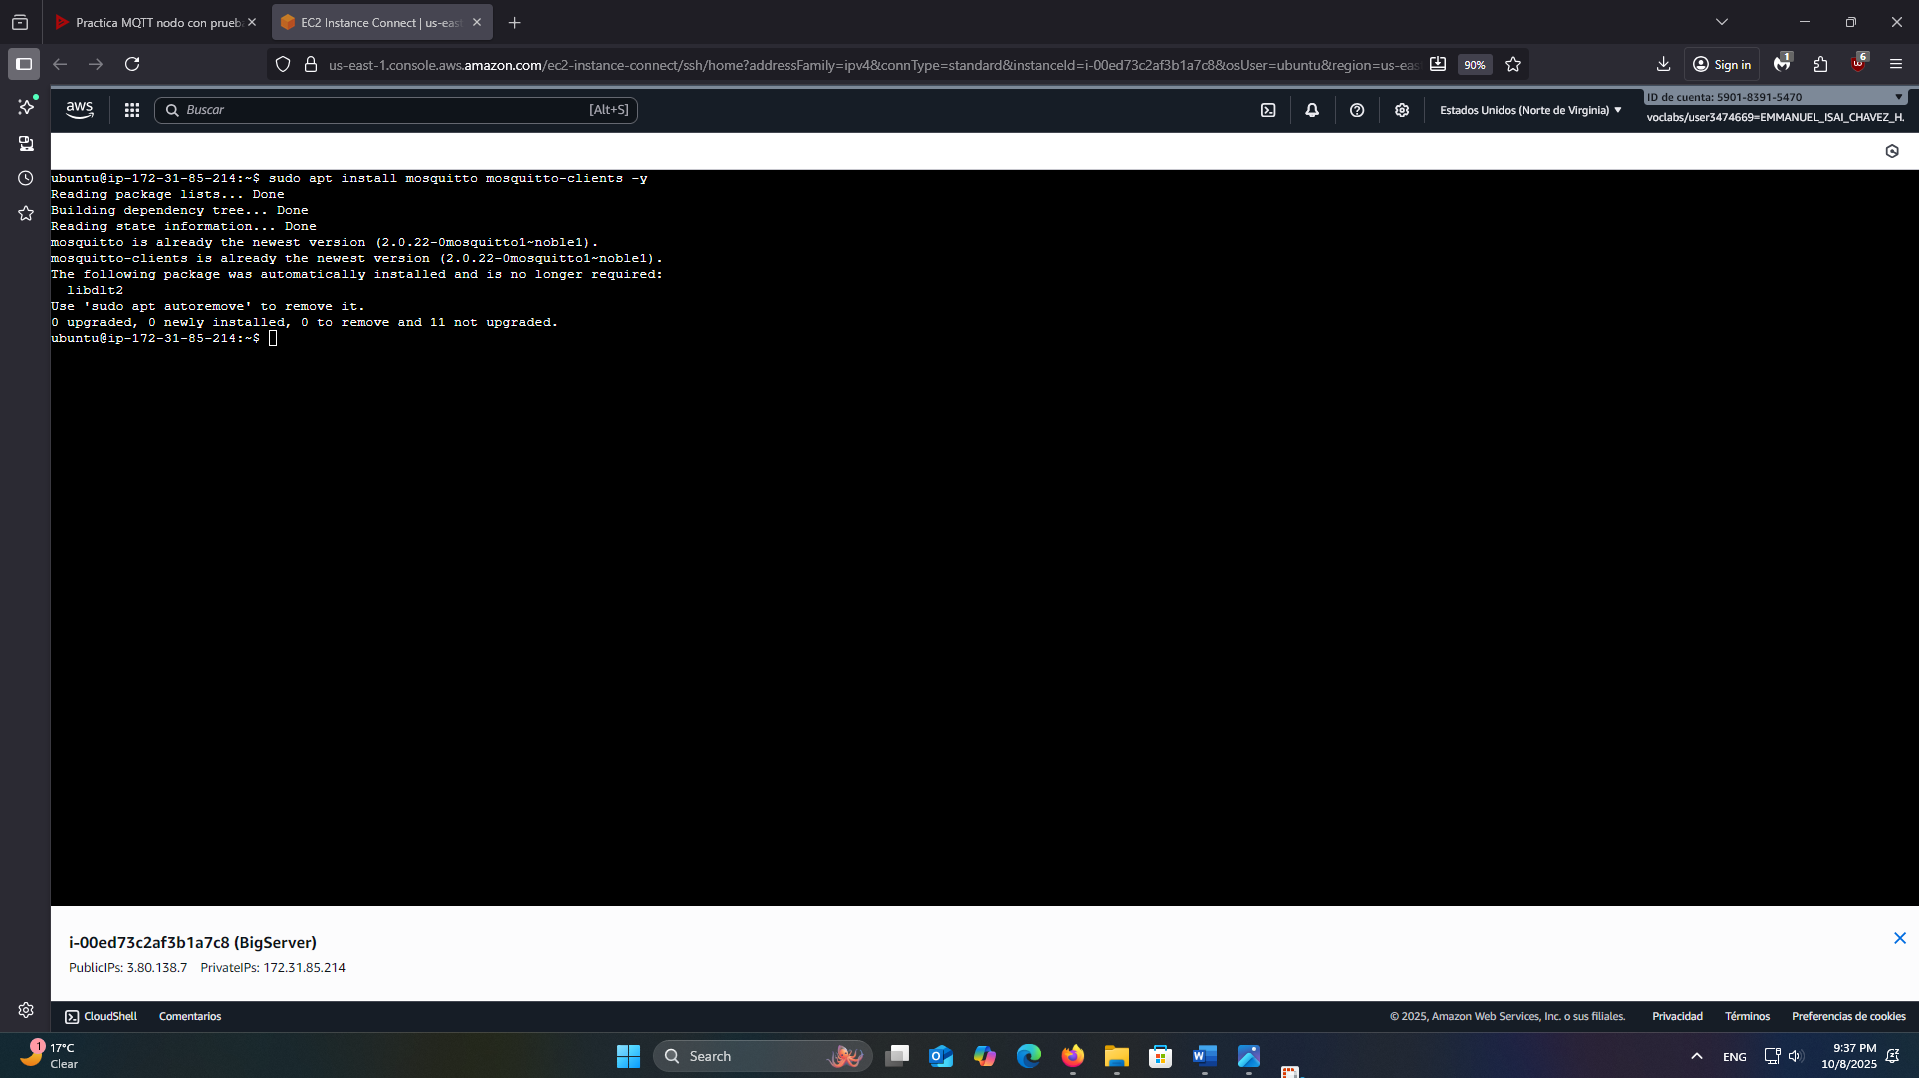 Practica MQTT nodo con prueb
EC2 Instance Connect | us-eas
us-east-1.console.aws.amazon.com/ec2-instance-connect/ssh/home?addressFamily=ipv4&connType=standard&instanceId=i-00ed73c2af3b1a7c8&osUser=ubuntu&region=us-eas
90%
Sign in
1
6
aws
Buscar
[Alt+S]
Estados Unidos (Norte de Virginia)
ID de cuenta: 5901-8391-5470
voclabs/user3474669=EMMANUEL_ISAI_CHAVEZ_H.
ubuntu@ip-172-31-85-214:~$ sudo apt install mosquitto mosquitto-clients -y
Reading package lists... Done
Building dependency tree... Done
Reading state information... Done
mosquitto is already the newest version (2.0.22-0mosquitto1~noble1).
mosquitto-clients is already the newest version (2.0.22-0mosquitto1~noble1).
The following package was automatically installed and is no longer required:
libdlt2
Use 'sudo apt autoremove' to remove it.
0 upgraded, 0 newly installed, 0 to remove and 11 not upgraded.
ubuntu@ip-172-31-85-214:~$
i-00ed73c2af3b1a7c8 (BigServer)
PublicIPs: 3.80.138.7 PrivateIPs: 172.31.85.214
CloudShell
Comentarios
© 2025, Amazon Web Services, Inc. o sus filiales.
Privacidad
Términos
Preferencias de cookies
1
17°C
Clear
Search
ENG
9:37 PM
10/8/2025